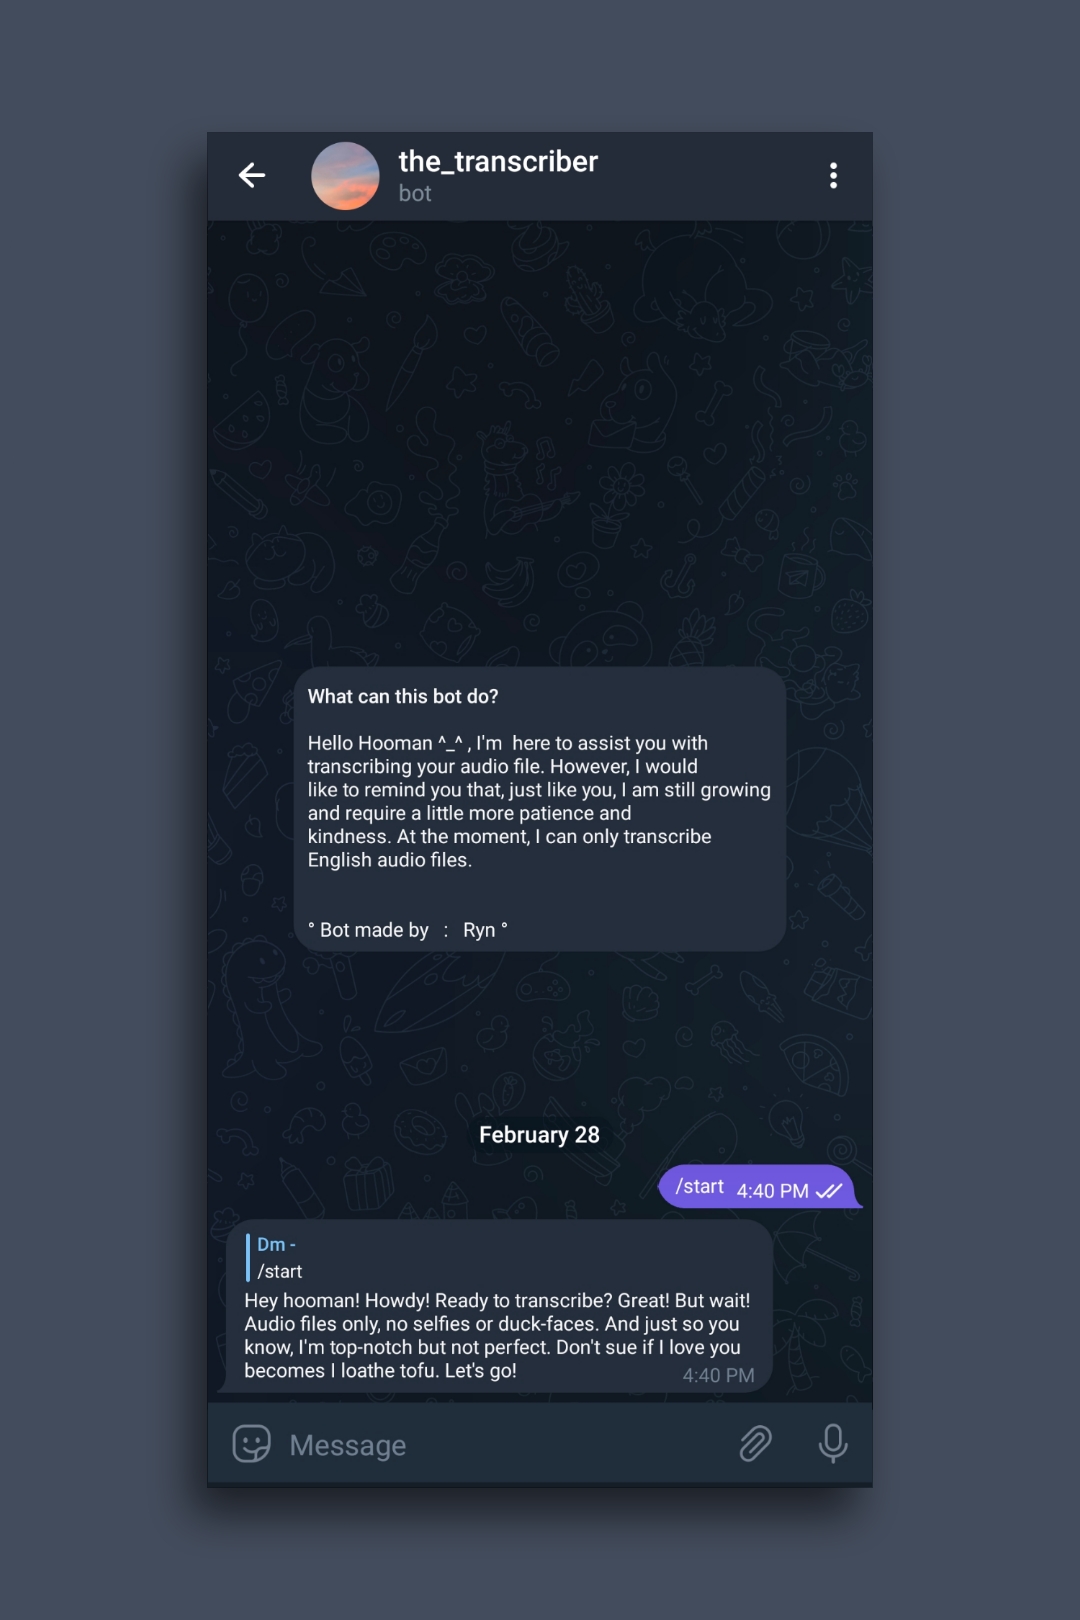 the_transcriber
bot
What can this bot do?
Hello Hooman ^_^ , I'm  here to assist you with
transcribing your audio file. However, I would
like to remind you that, just like you, I am still growing
and require a little more patience and
kindness. At the moment, I can only transcribe
English audio files.
° Bot made by   :   Ryn °
February 28
/start 4:40 PM
Dm -
/start
Hey hooman! Howdy! Ready to transcribe? Great! But wait!
Audio files only, no selfies or duck-faces. And just so you
know, I'm top-notch but not perfect. Don't sue if I love you
becomes I loathe tofu. Let's go!
4:40 PM
Message